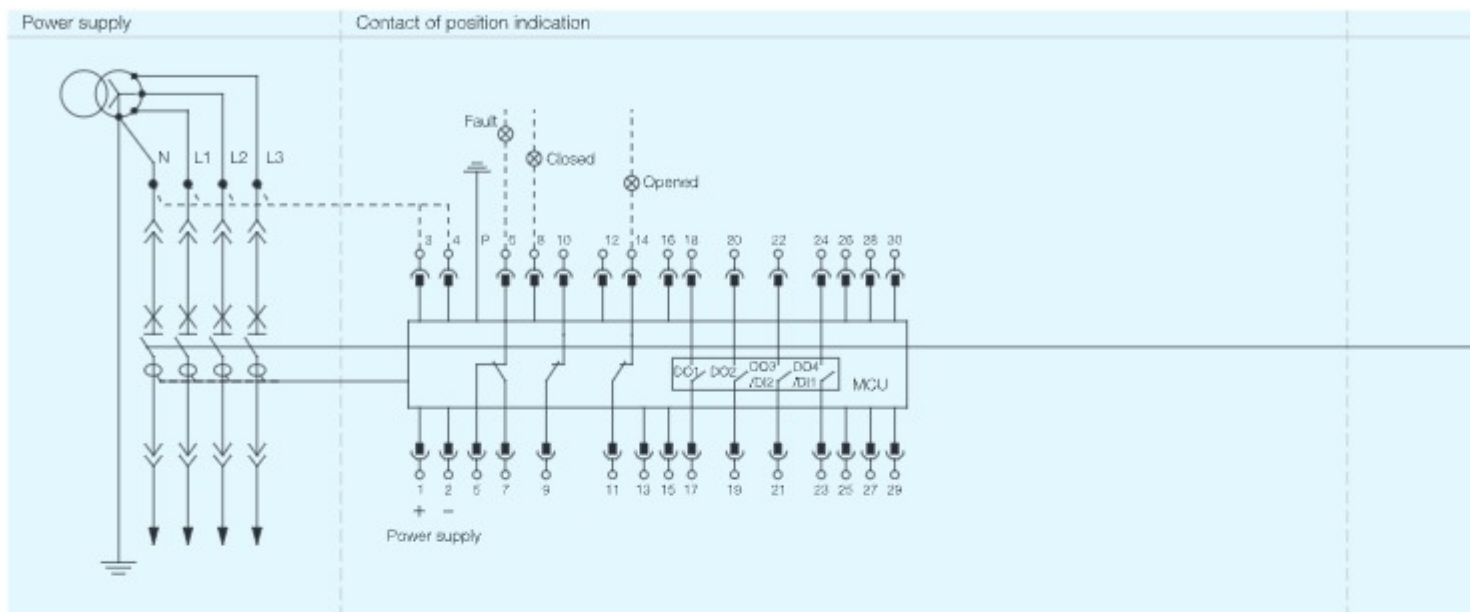 Power supply
Contact of position indication
Fault
Closed
Opened
N L1 L2 L3
3 4 P 6 8 10 12 14 16 18 20 22 24 26 28 30
DO1 DO2 DO3 DO4
/DI2 /DI1
MCU
1 2 5 7 9 11 13 15 17 19 21 23 25 27 29
+ −
Power supply